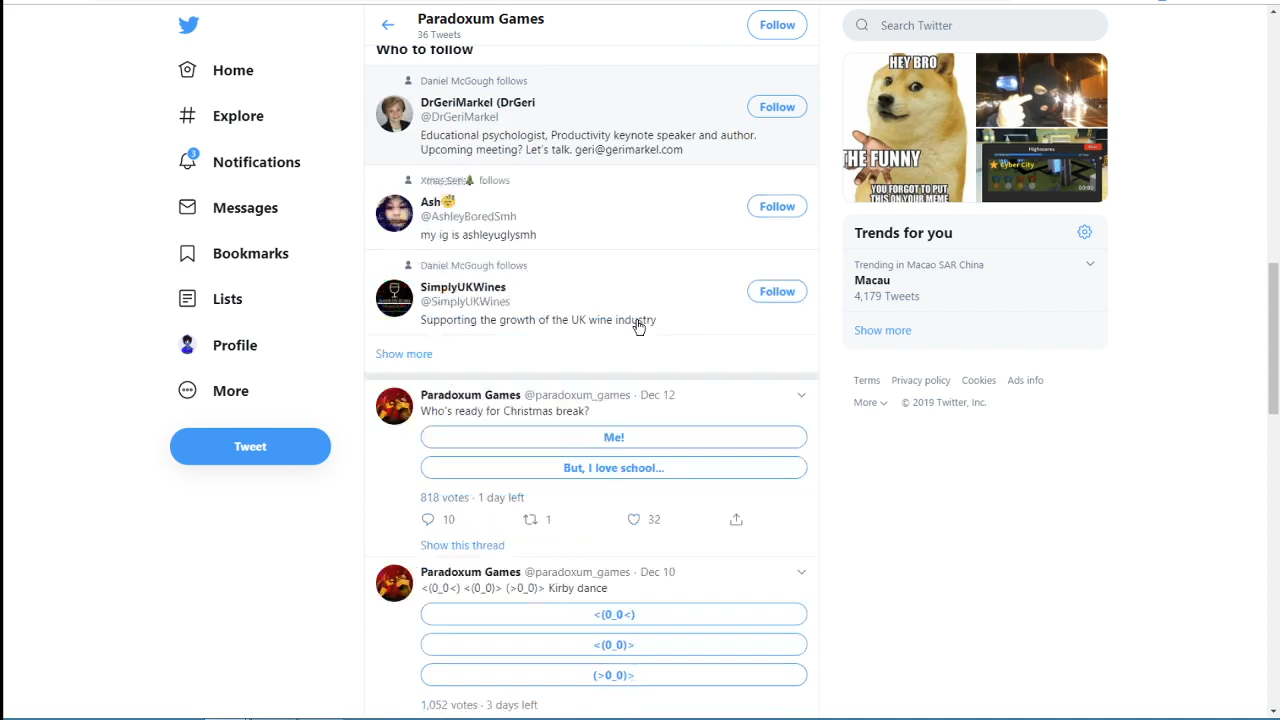 Home
Explore
3
Notifications
Messages
Bookmarks
Lists
Profile
More
Tweet
Paradoxum Games
36 Tweets
Follow
Who to follow
Daniel McGough follows
DrGeriMarkel (DrGeri
@DrGeriMarkel
Follow
Educational psychologist, Productivity keynote speaker and author.
Upcoming meeting? Let's talk. geri@gerimarkel.com
follows
Ash😴
@AshleyBoredSmh
Follow
my ig is ashleyuglysmh
Daniel McGough follows
SimplyUKWines
@SimplyUKWines
Follow
Supporting the growth of the UK wine industry
Show more
Paradoxum Games @paradoxum_games · Dec 12
Who's ready for Christmas break?
Me!
But, I love school...
818 votes · 1 day left
10 1 32
Show this thread
Paradoxum Games @paradoxum_games · Dec 10
<(0_0<) <(0_0)> (>0_0)> Kirby dance
<(0_0<)
<(0_0)>
(>0_0)>
1,052 votes · 3 days left
Search Twitter
HEY BRO
THE FUNNY
YOU FORGOT TO PUT
THIS ON YOUR MEME
Highscores
Cyber City
00:00
Trends for you
Trending in Macao SAR China
Macau
4,179 Tweets
Show more
Terms Privacy policy Cookies Ads info
More © 2019 Twitter, Inc.